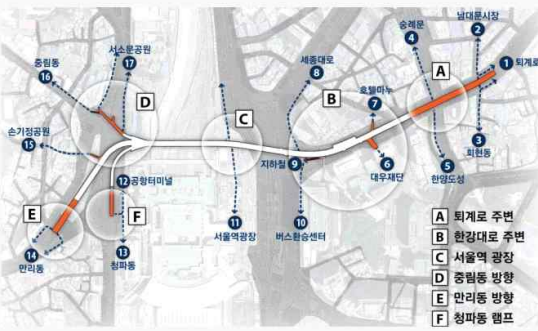 남대문시장
2
숭례문
4
1 퇴계로
A
세종대로
8
호텔마누
7
B
서소문공원
17
중림동
16
D
C
손기정공원
15
지하철 9
6
대우재단
3
회현동
5
한양도성
12 공항터미널
E
F
11
서울역광장
10
버스환승센터
13
청파동
14
만리동
A 퇴계로 주변
B 한강대로 주변
C 서울역 광장
D 중림동 방향
E 만리동 방향
F 청파동 램프